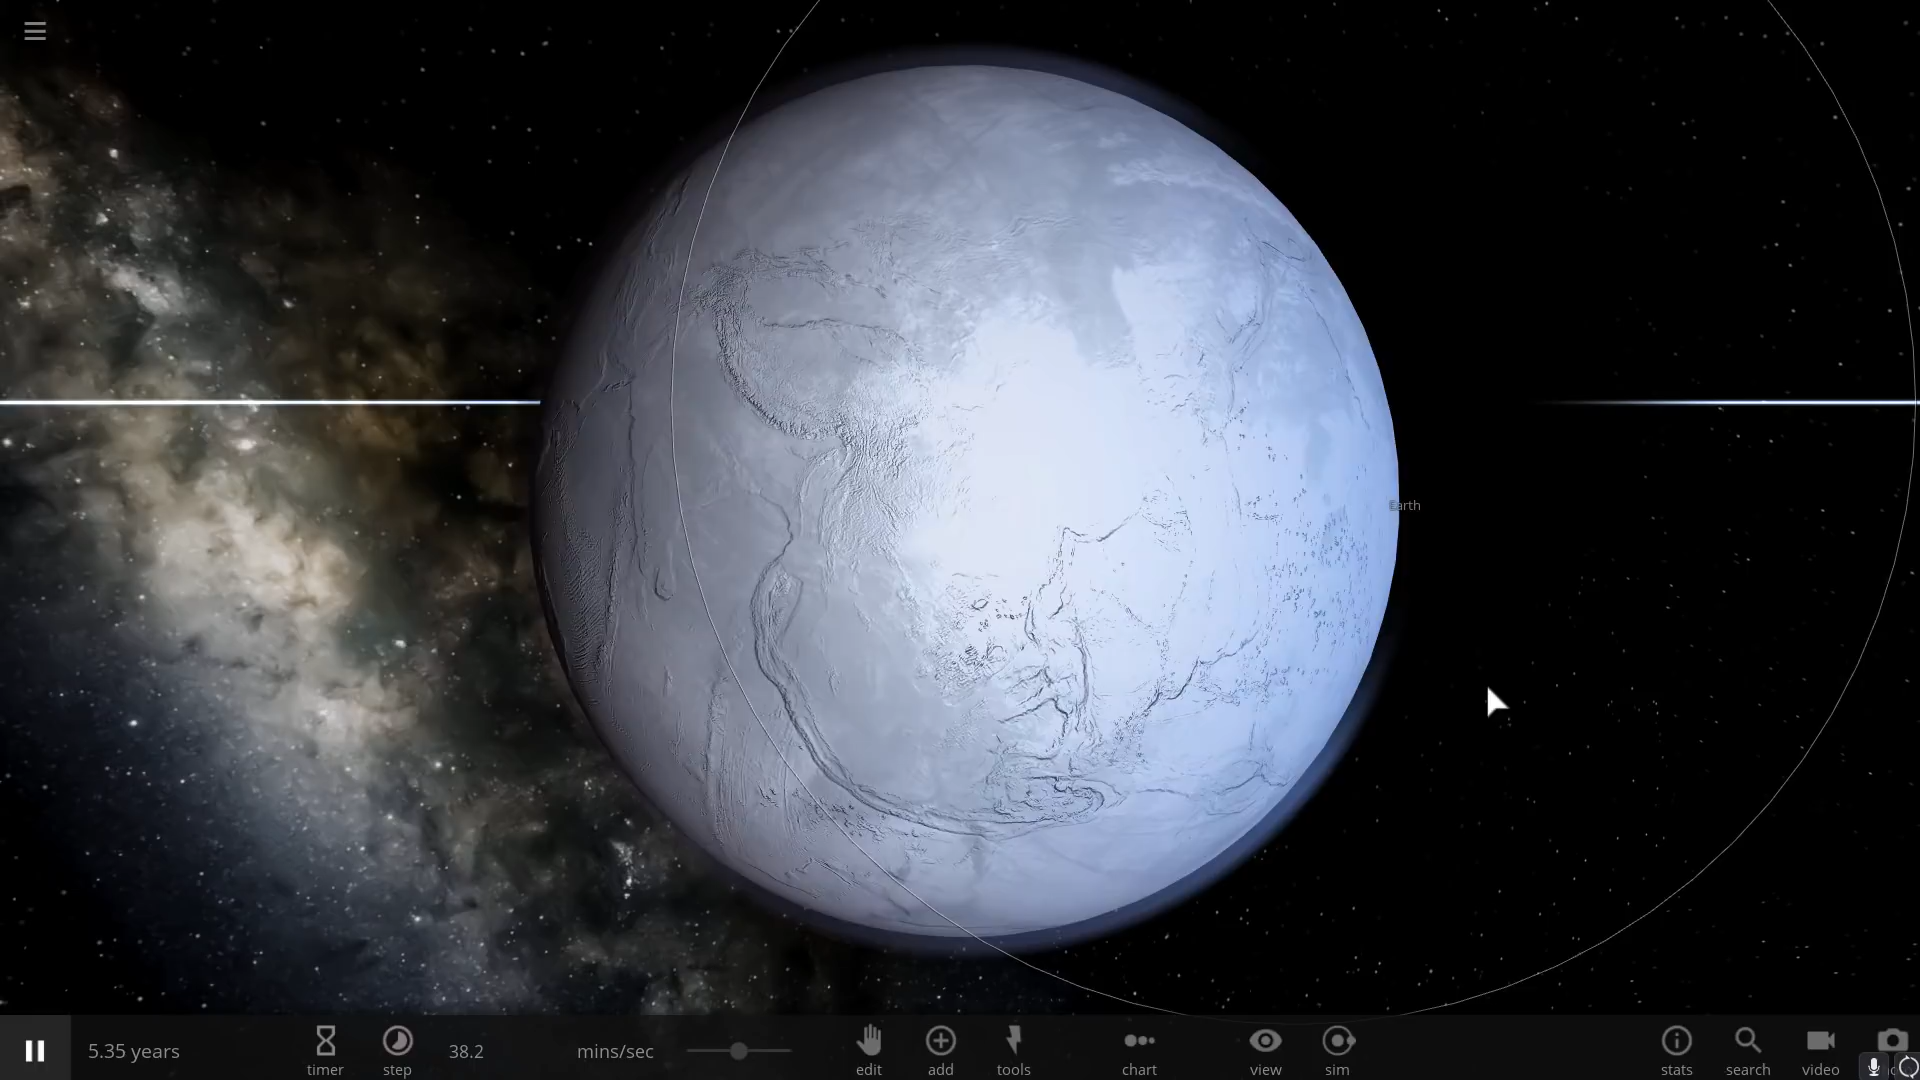 Earth
5.35 years
timer
step
38.2
mins/sec
edit
add
tools
chart
view
sim
stats
search
video